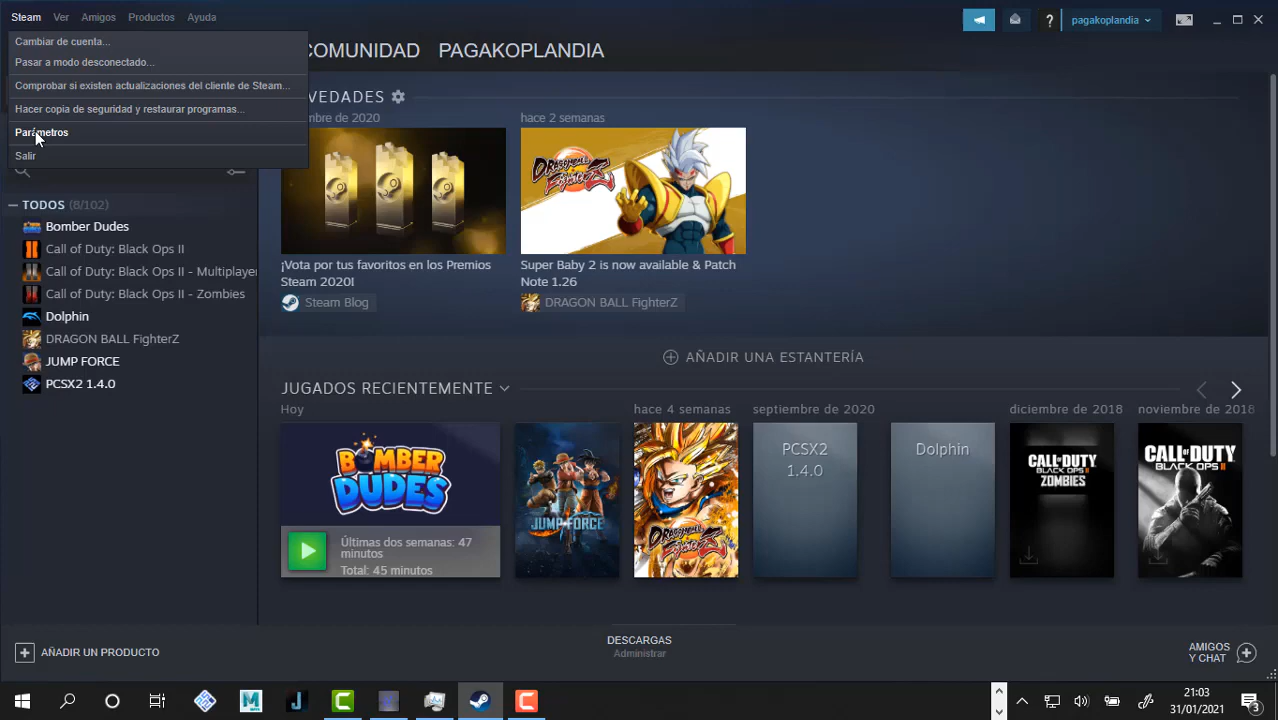 Steam Ver Amigos Productos Ayuda
pagakoplandia
Cambiar de cuenta...
Pasar a modo desconectado...
Comprobar si existen actualizaciones del cliente de Steam...
Hacer copia de seguridad y restaurar programas...
Parámetros
Salir
COMUNIDAD PAGAKOPLANDIA
VEDADES
mbre de 2020
hace 2 semanas
DRAGON BALL FighterZ
¡Vota por tus favoritos en los Premios
Steam 2020!
Steam Blog
Super Baby 2 is now available & Patch
Note 1.26
DRAGON BALL FighterZ
TODOS (8/102)
Bomber Dudes
Call of Duty: Black Ops II
Call of Duty: Black Ops II - Multiplayer
Call of Duty: Black Ops II - Zombies
Dolphin
DRAGON BALL FighterZ
JUMP FORCE
PCSX2 1.4.0
AÑADIR UNA ESTANTERÍA
JUGADOS RECIENTEMENTE
Hoy
hace 4 semanas
septiembre de 2020
diciembre de 2018
noviembre de 2018
BOMBER
DUDES
Últimas dos semanas: 47
minutos
Total: 45 minutos
JUMP FORCE
DRAGON BALL FighterZ
PCSX2
1.4.0
Dolphin
CALL OF DUTY
BLACK OPS II
ZOMBIES
CALL OF DUTY
BLACK OPS II
AÑADIR UN PRODUCTO
DESCARGAS
Administrar
AMIGOS
Y CHAT
21:03
31/01/2021
3